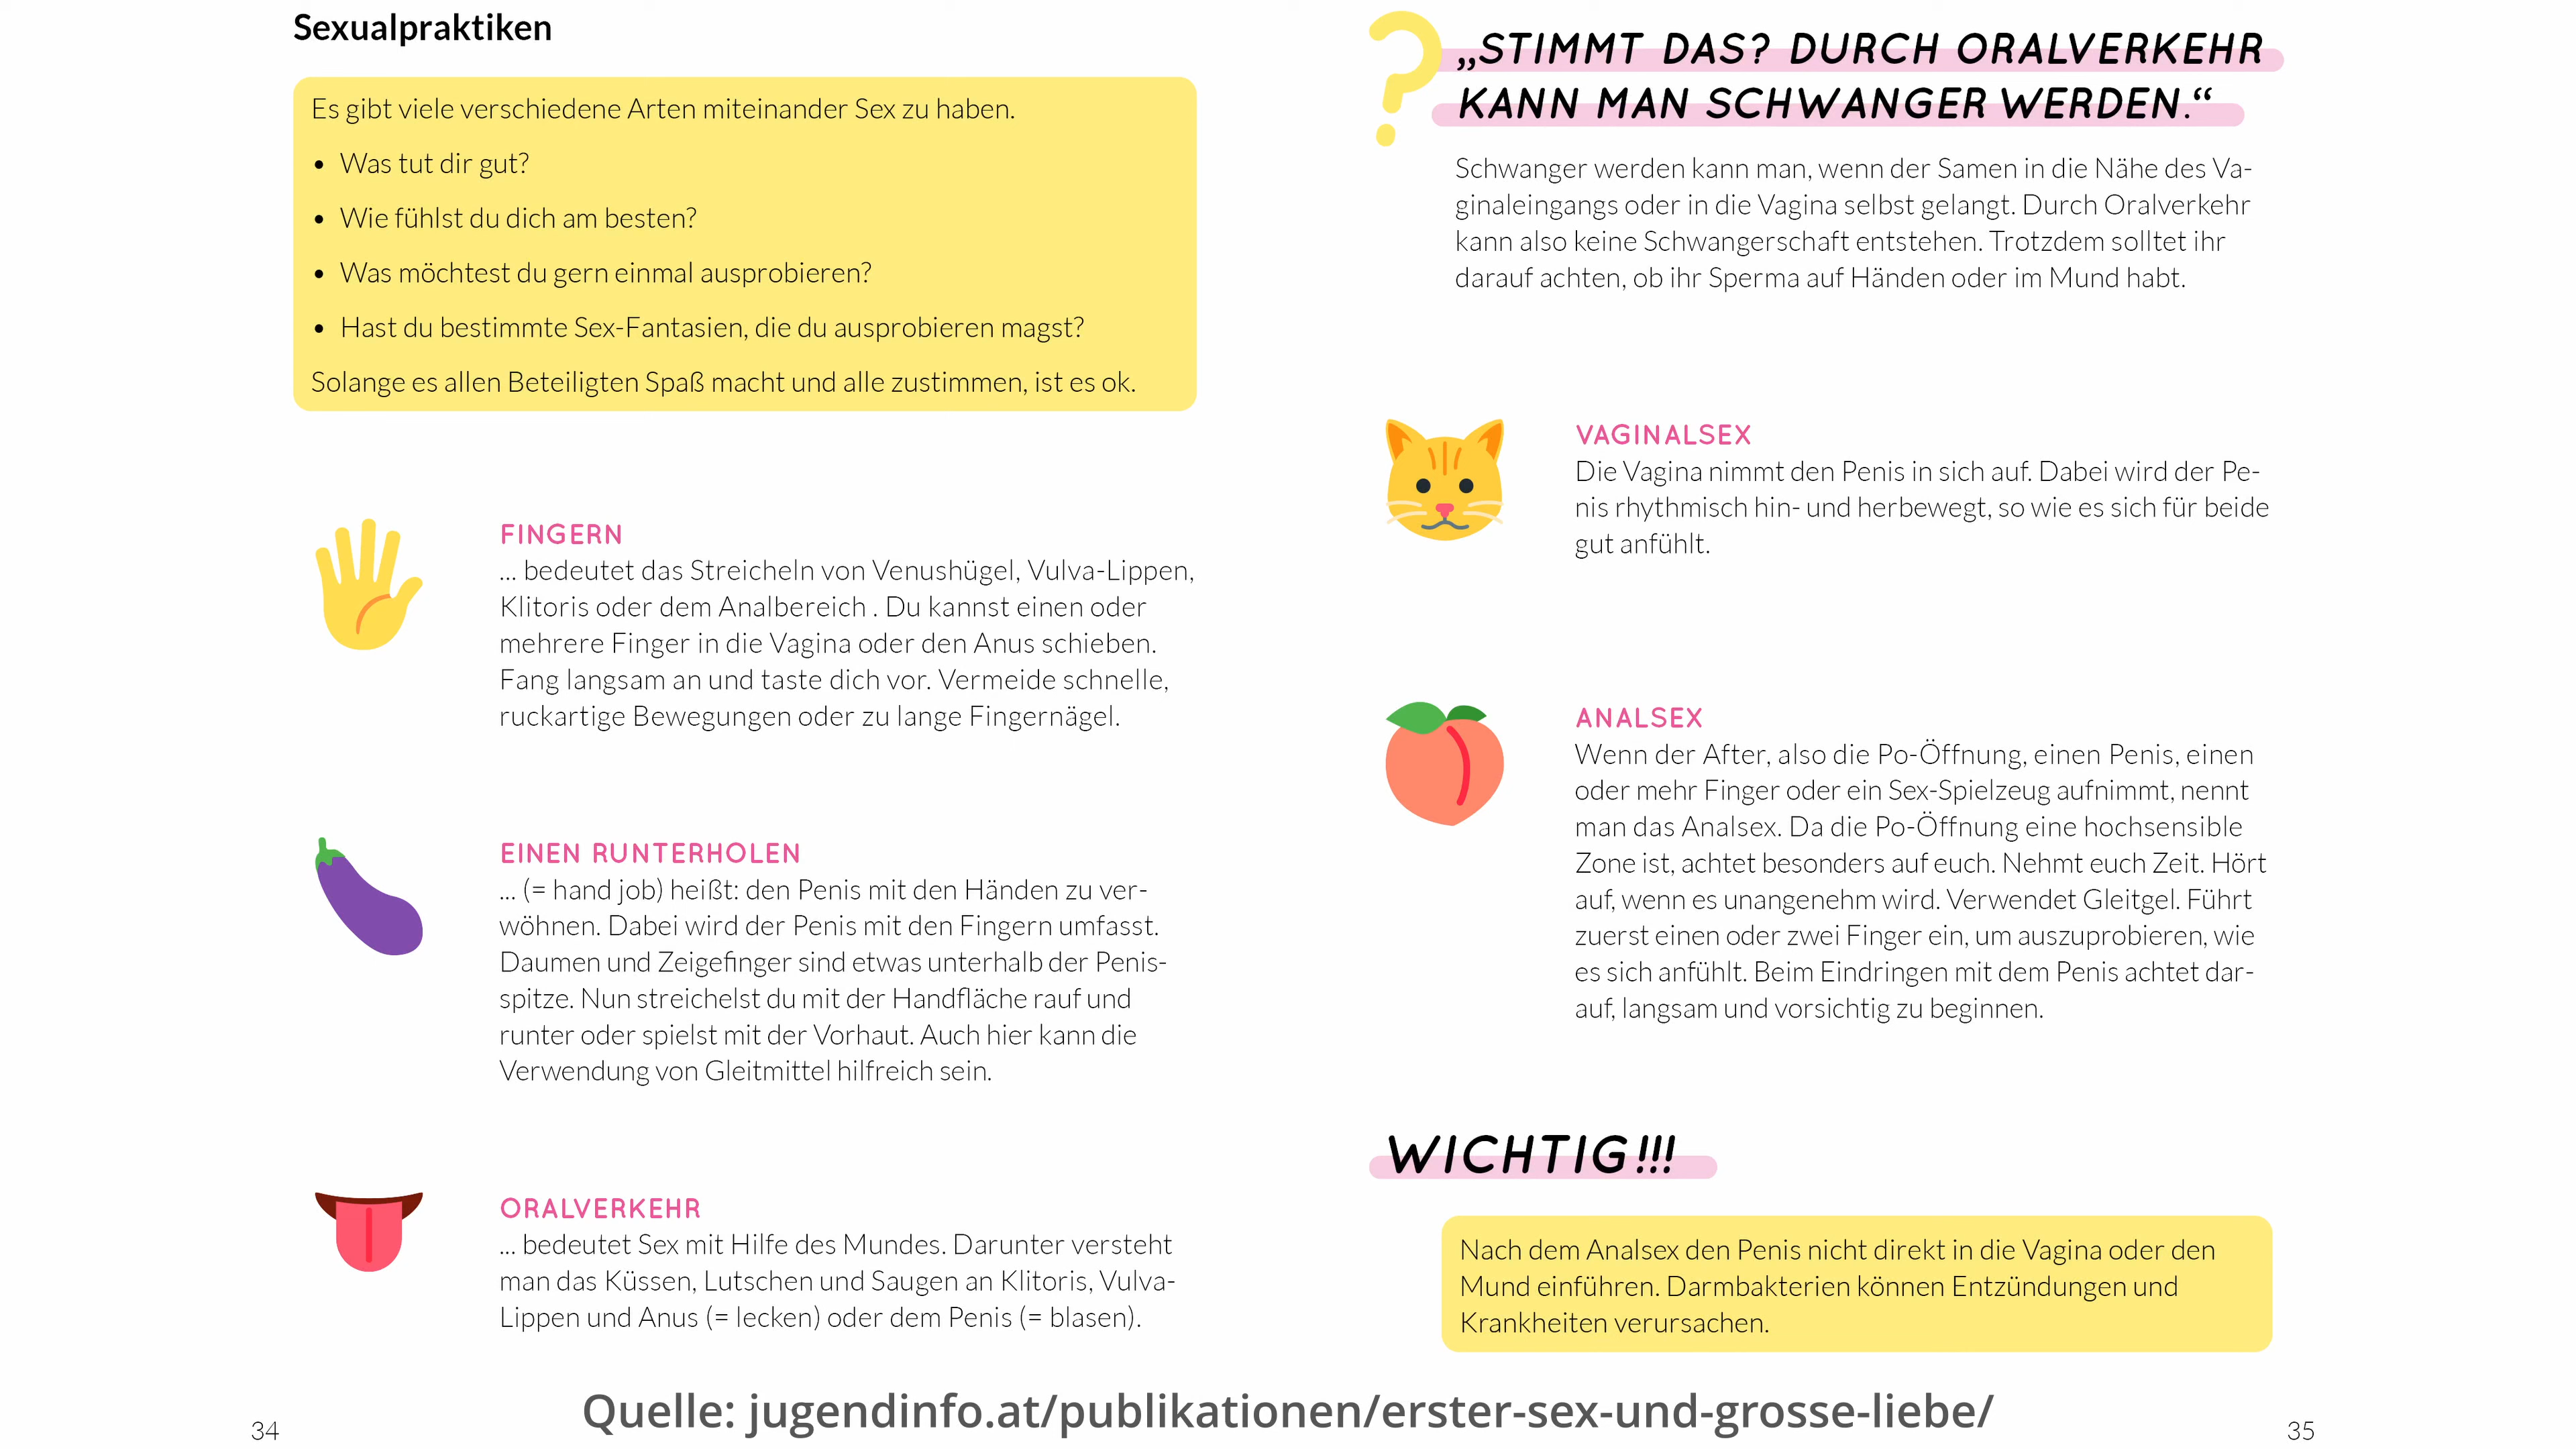 Sexualpraktiken
Es gibt viele verschiedene Arten miteinander Sex zu haben.
• Was tut dir gut?
• Wie fühlst du dich am besten?
• Was möchtest du gern einmal ausprobieren?
• Hast du bestimmte Sex-Fantasien, die du ausprobieren magst?
Solange es allen Beteiligten Spaß macht und alle zustimmen, ist es ok.
FINGERN
... bedeutet das Streicheln von Venushügel, Vulva-Lippen,
Klitoris oder dem Analbereich . Du kannst einen oder
mehrere Finger in die Vagina oder den Anus schieben.
Fang langsam an und taste dich vor. Vermeide schnelle,
ruckartige Bewegungen oder zu lange Fingernägel.
EINEN RUNTERHOLEN
... (= hand job) heißt: den Penis mit den Händen zu ver-
wöhnen. Dabei wird der Penis mit den Fingern umfasst.
Daumen und Zeigefinger sind etwas unterhalb der Penis-
spitze. Nun streichelst du mit der Handfläche rauf und
runter oder spielst mit der Vorhaut. Auch hier kann die
Verwendung von Gleitmittel hilfreich sein.
ORALVERKEHR
... bedeutet Sex mit Hilfe des Mundes. Darunter versteht
man das Küssen, Lutschen und Saugen an Klitoris, Vulva-
Lippen und Anus (= lecken) oder dem Penis (= blasen).
34
„STIMMT DAS? DURCH ORALVERKEHR
KANN MAN SCHWANGER WERDEN.“
Schwanger werden kann man, wenn der Samen in die Nähe des Va-
ginaleingangs oder in die Vagina selbst gelangt. Durch Oralverkehr
kann also keine Schwangerschaft entstehen. Trotzdem solltet ihr
darauf achten, ob ihr Sperma auf Händen oder im Mund habt.
VAGINALSEX
Die Vagina nimmt den Penis in sich auf. Dabei wird der Pe-
nis rhythmisch hin- und herbewegt, so wie es sich für beide
gut anfühlt.
ANALSEX
Wenn der After, also die Po-Öffnung, einen Penis, einen
oder mehr Finger oder ein Sex-Spielzeug aufnimmt, nennt
man das Analsex. Da die Po-Öffnung eine hochsensible
Zone ist, achtet besonders auf euch. Nehmt euch Zeit. Hört
auf, wenn es unangenehm wird. Verwendet Gleitgel. Führt
zuerst einen oder zwei Finger ein, um auszuprobieren, wie
es sich anfühlt. Beim Eindringen mit dem Penis achtet dar-
auf, langsam und vorsichtig zu beginnen.
WICHTIG!!!
Nach dem Analsex den Penis nicht direkt in die Vagina oder den
Mund einführen. Darmbakterien können Entzündungen und
Krankheiten verursachen.
35
Quelle: jugendinfo.at/publikationen/erster-sex-und-grosse-liebe/